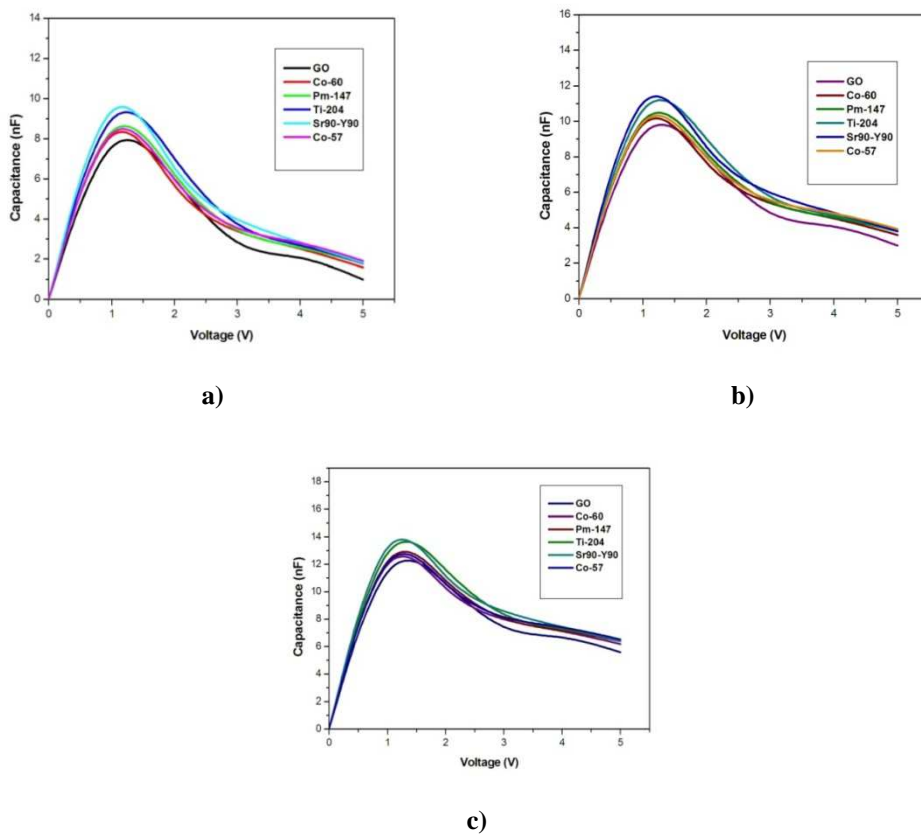 14
12
10
8
6
4
2
0
Capacitance (nF)
GO
Co-60
Pm-147
Ti-204
Sr90-Y90
Co-57
0 1 2 3 4 5
Voltage (V)
a)
16
14
12
10
8
6
4
2
0
Capacitance (nF)
GO
Co-60
Pm-147
Ti-204
Sr90-Y90
Co-57
0 1 2 3 4 5
Voltage (V)
b)
18
16
14
12
10
8
6
4
2
0
Capacitance (nF)
GO
Co-60
Pm-147
Ti-204
Sr90-Y90
Co-57
0 1 2 3 4 5
Voltage (V)
c)